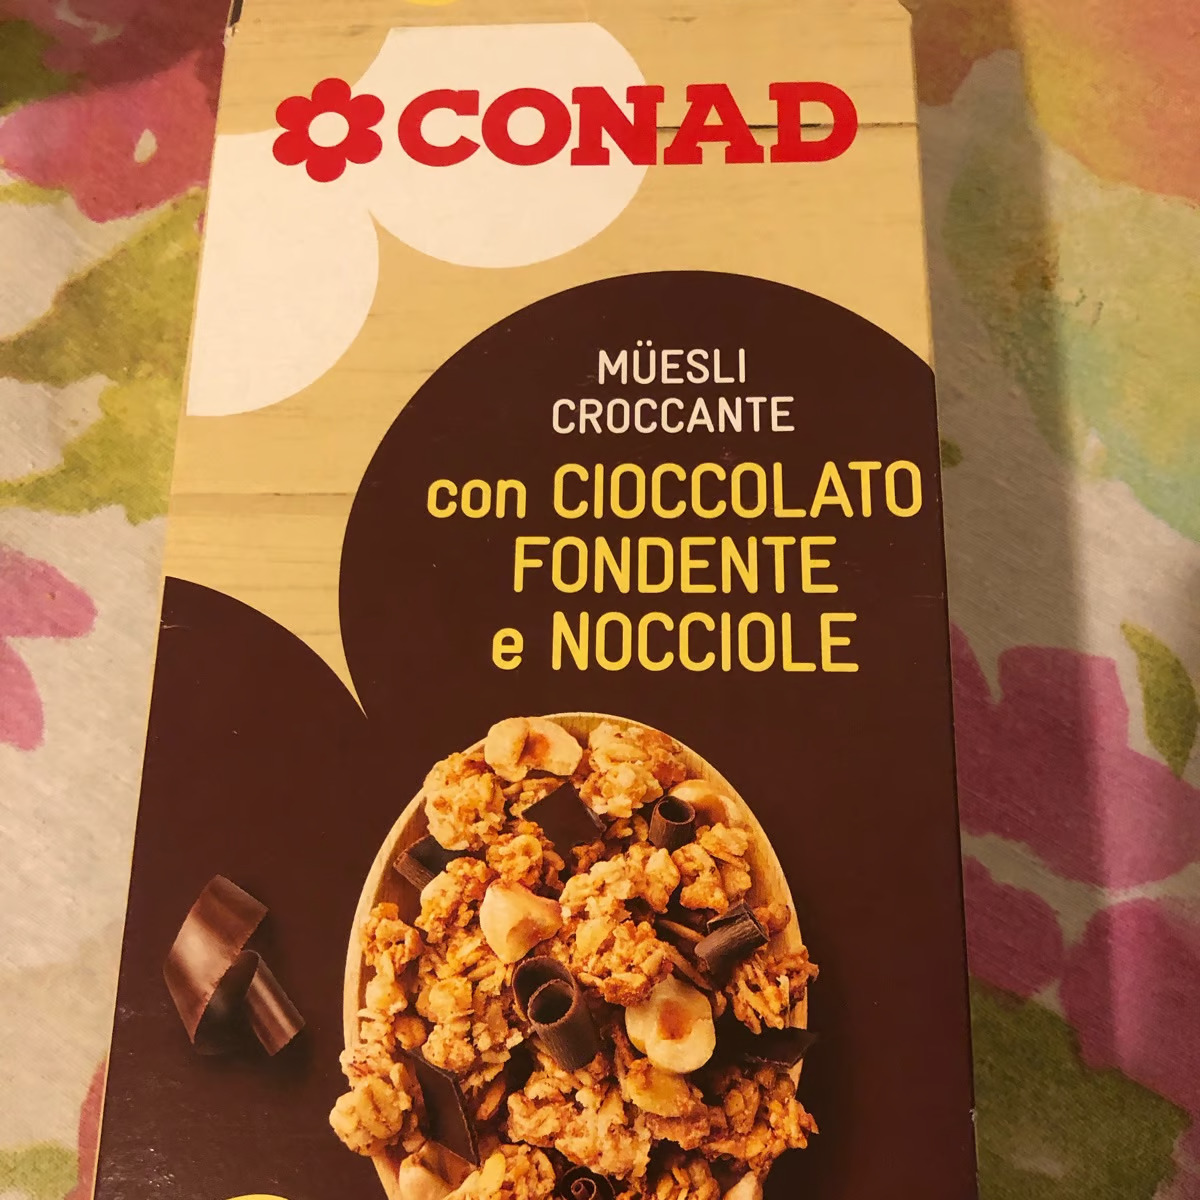 CONAD
MÜESLI
CROCCANTE
con CIOCCOLATO
FONDENTE
e NOCCIOLE